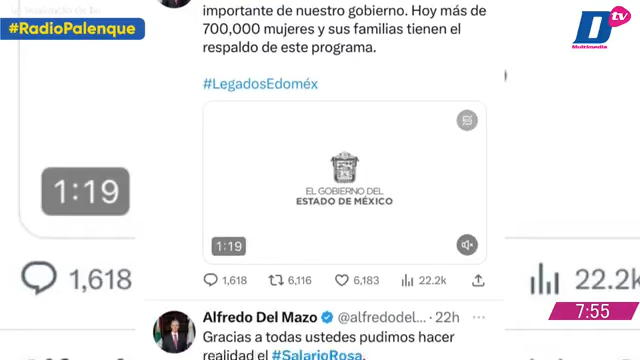 #RadioPalenque
importante de nuestro gobierno. Hoy más de
700,000 mujeres y sus familias tienen el
respaldo de este programa.
#LegadosEdoméx
EL GOBIERNO DEL
ESTADO DE MÉXICO
1:19
1,618 6,116 6,183 22.2k
Alfredo Del Mazo @alfredodel... · 22h
Gracias a todas ustedes pudimos hacer
realidad el #SalarioRosa.
1:19
1,618
22.2k
D tv
Multimedia
7:55